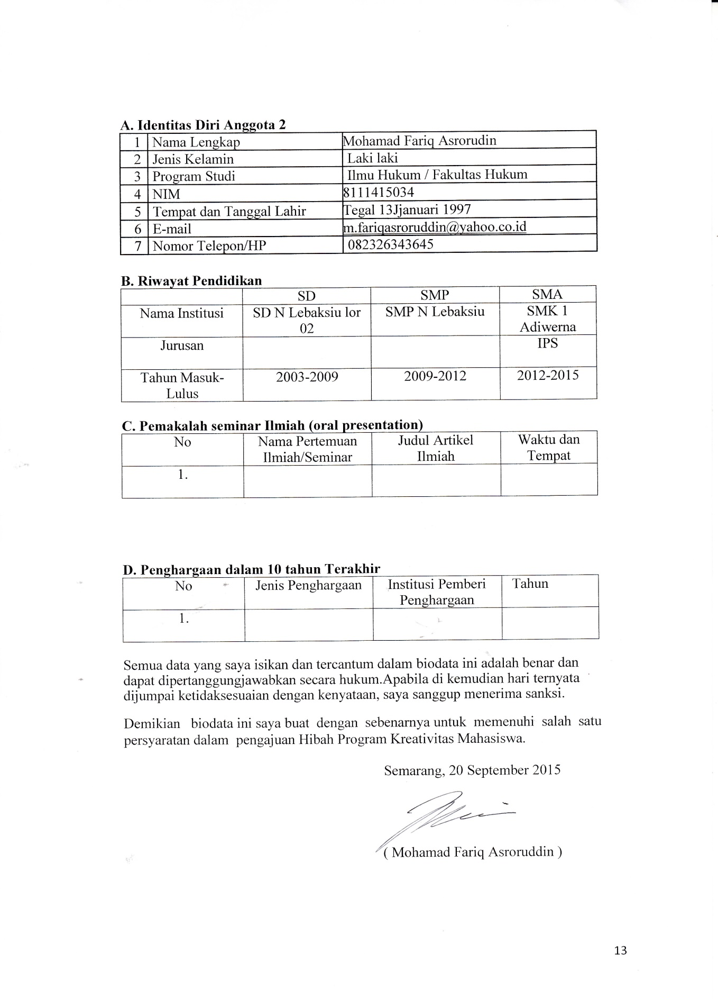 A. Identitas Diri Anggota 2
1 Nama Lengkap Mohamad Fariq Asrorudin
2 Jenis Kelamin Laki laki
3 Program Studi Ilmu Hukum / Fakultas Hukum
4 NIM 8111415034
5 Tempat dan Tanggal Lahir Tegal 13Jjanuari 1997
6 E-mail m.fariqasroruddin@yahoo.co.id
7 Nomor Telepon/HP 082326343645
B. Riwayat Pendidikan
SD SMP SMA
Nama Institusi SD N Lebaksiu lor SMP N Lebaksiu SMK 1
02 Adiwerna
Jurusan IPS
Tahun Masuk- 2003-2009 2009-2012 2012-2015
Lulus
C. Pemakalah seminar Ilmiah (oral presentation)
No Nama Pertemuan Judul Artikel Waktu dan
Ilmiah/Seminar Ilmiah Tempat
1.
D. Penghargaan dalam 10 tahun Terakhir
No Jenis Penghargaan Institusi Pemberi Tahun
Penghargaan
1.
Semua data yang saya isikan dan tercantum dalam biodata ini adalah benar dan
dapat dipertanggungjawabkan secara hukum.Apabila di kemudian hari ternyata
dijumpai ketidaksesuaian dengan kenyataan, saya sanggup menerima sanksi.
Demikian biodata ini saya buat dengan sebenarnya untuk memenuhi salah satu
persyaratan dalam pengajuan Hibah Program Kreativitas Mahasiswa.
Semarang, 20 September 2015
( Mohamad Fariq Asroruddin )
13